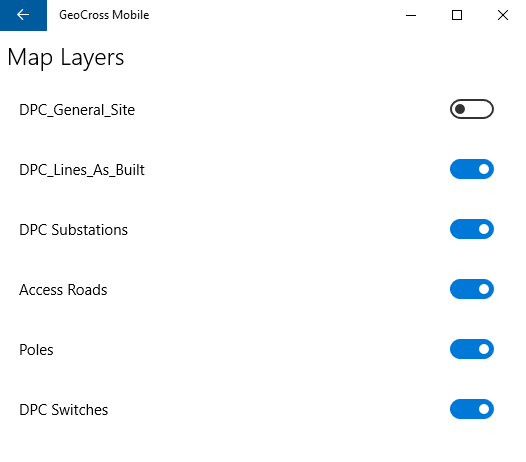 GeoCross Mobile
Map Layers
DPC_General_Site
DPC_Lines_As_Built
DPC Substations
Access Roads
Poles
DPC Switches